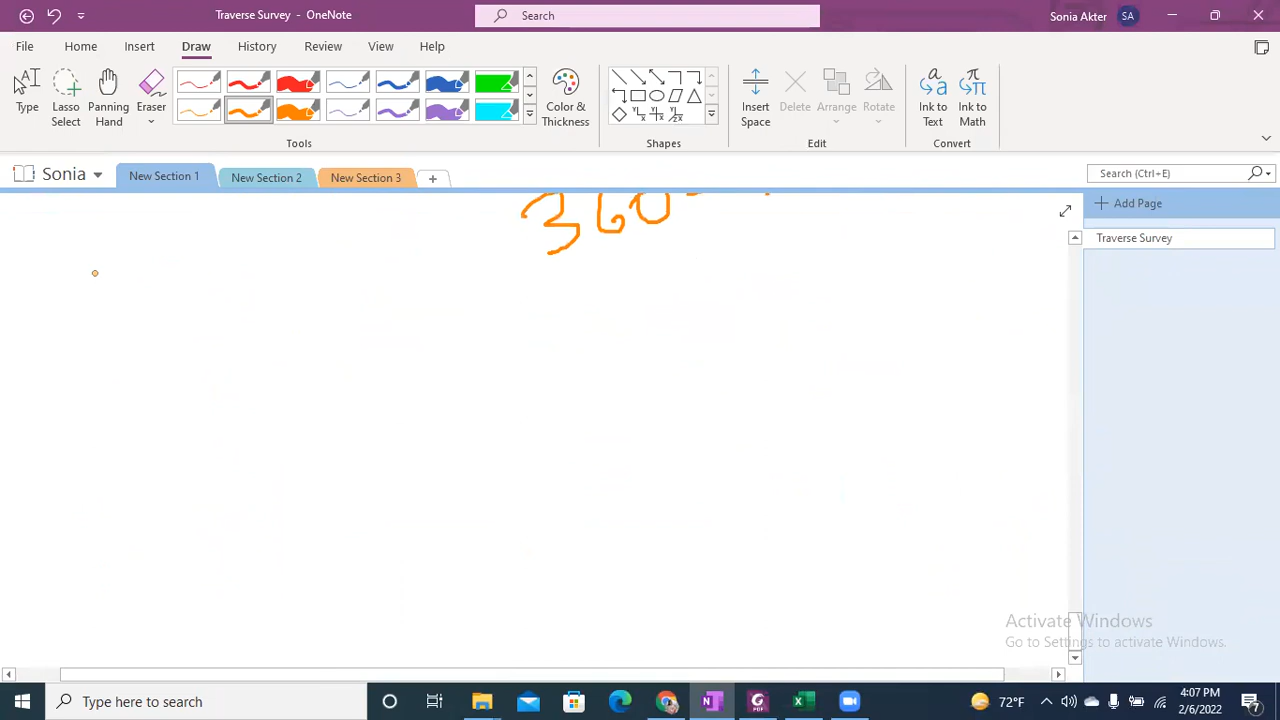 Traverse Survey - OneNote
Search
Sonia Akter
SA
File
Home
Insert
Draw
History
Review
View
Help
Type
Lasso Select
Panning Hand
Eraser
Color & Thickness
Insert Space
Delete
Arrange
Rotate
Ink to Text
Ink to Math
Tools
Shapes
Edit
Convert
Sonia
New Section 1
New Section 2
New Section 3
Search (Ctrl+E)
Add Page
Traverse Survey
360
Activate Windows
Go to Settings to activate Windows.
Type here to search
72°F
4:07 PM
2/6/2022